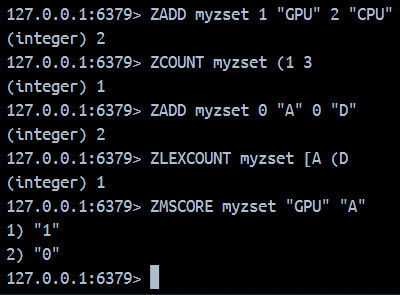 127.0.0.1:6379> ZADD myzset 1 "GPU" 2 "CPU"
(integer) 2
127.0.0.1:6379> ZCOUNT myzset (1 3
(integer) 1
127.0.0.1:6379> ZADD myzset 0 "A" 0 "D"
(integer) 2
127.0.0.1:6379> ZLEXCOUNT myzset [A (D
(integer) 1
127.0.0.1:6379> ZMSCORE myzset "GPU" "A"
1) "1"
2) "0"
127.0.0.1:6379>